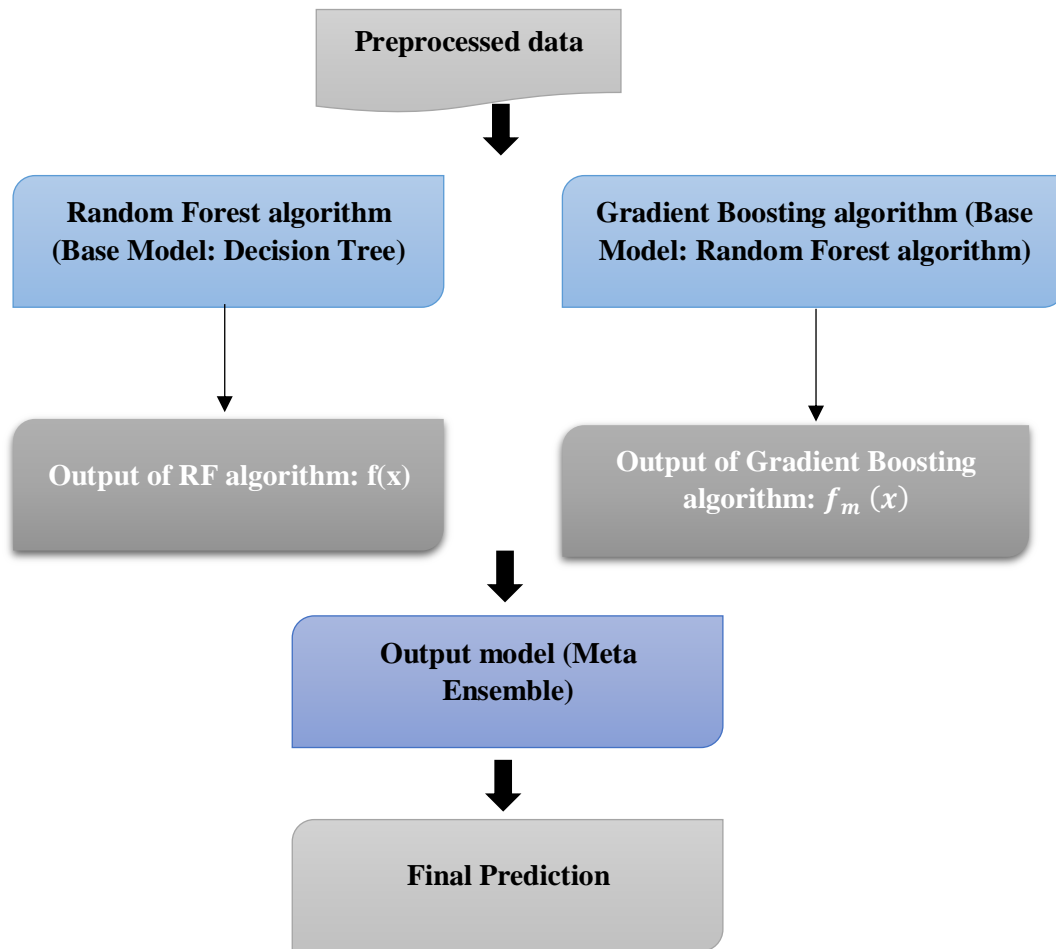 Preprocessed data
Random Forest algorithm
(Base Model: Decision Tree)
Gradient Boosting algorithm (Base
Model: Random Forest algorithm)
Output of RF algorithm: f(x)
Output of Gradient Boosting
algorithm: f_m (x)
Output model (Meta
Ensemble)
Final Prediction